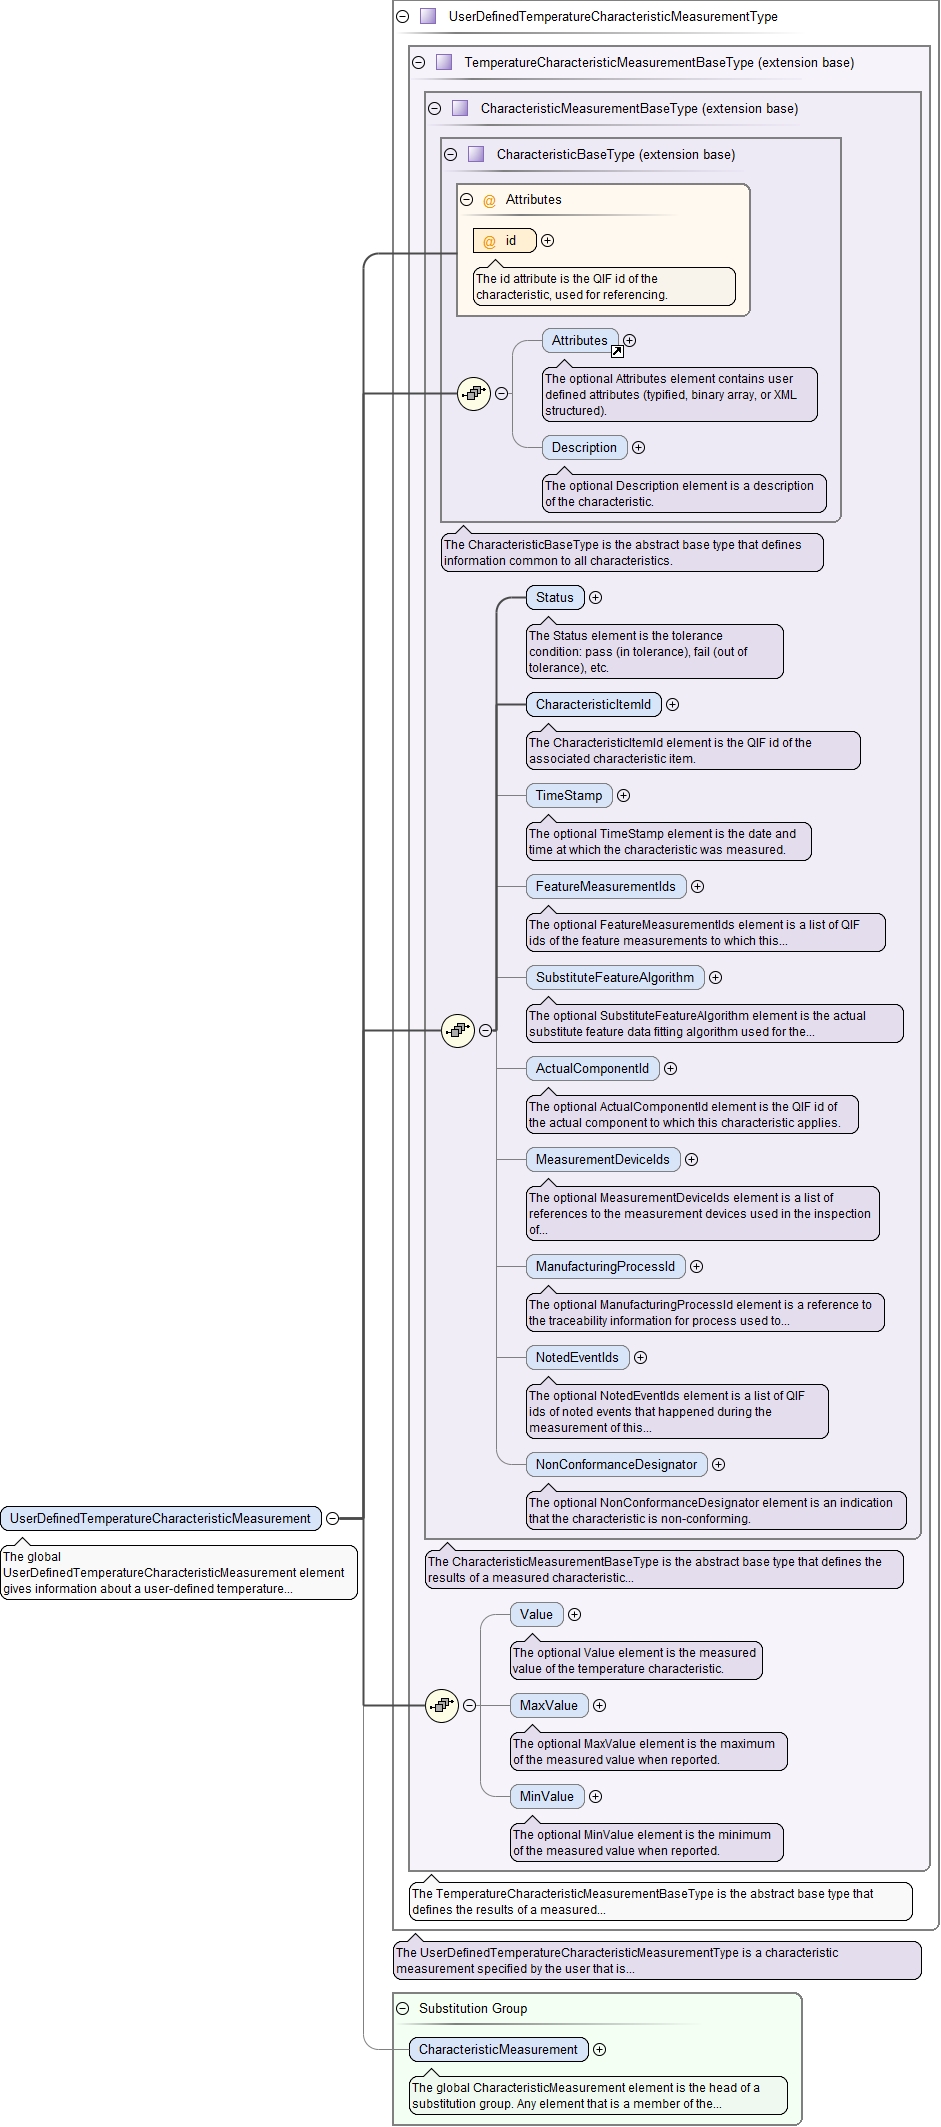 UserDefinedTemperatureCharacteristicMeasurementType
TemperatureCharacteristicMeasurementBaseType (extension base)
CharacteristicMeasurementBaseType (extension base)
CharacteristicBaseType (extension base)
@ Attributes
@ id
The id attribute is the QIF id of the
characteristic, used for referencing.
Attributes
The optional Attributes element contains user
defined attributes (typified, binary array, or XML
structured).
Description
The optional Description element is a description
of the characteristic.
The CharacteristicBaseType is the abstract base type that defines
information common to all characteristics.
Status
The Status element is the tolerance
condition: pass (in tolerance), fail (out of
tolerance), etc.
CharacteristicItemId
The CharacteristicItemId element is the QIF id of the
associated characteristic item.
TimeStamp
The optional TimeStamp element is the date and
time at which the characteristic was measured.
FeatureMeasurementIds
The optional FeatureMeasurementIds element is a list of QIF
ids of the feature measurements to which this...
SubstituteFeatureAlgorithm
The optional SubstituteFeatureAlgorithm element is the actual
substitute feature data fitting algorithm used for the...
ActualComponentId
The optional ActualComponentId element is the QIF id of
the actual component to which this characteristic applies.
MeasurementDeviceIds
The optional MeasurementDeviceIds element is a list of
references to the measurement devices used in the inspection
of...
ManufacturingProcessId
The optional ManufacturingProcessId element is a reference to
the traceability information for process used to...
NotedEventIds
The optional NotedEventIds element is a list of QIF
ids of noted events that happened during the
measurement of this...
NonConformanceDesignator
The optional NonConformanceDesignator element is an indication
that the characteristic is non-conforming.
UserDefinedTemperatureCharacteristicMeasurement
The global
UserDefinedTemperatureCharacteristicMeasurement element
gives information about a user-defined temperature...
The CharacteristicMeasurementBaseType is the abstract base type that defines the
results of a measured characteristic...
Value
The optional Value element is the measured
value of the temperature characteristic.
MaxValue
The optional MaxValue element is the maximum
of the measured value when reported.
MinValue
The optional MinValue element is the minimum
of the measured value when reported.
The TemperatureCharacteristicMeasurementBaseType is the abstract base type that
defines the results of a measured...
The UserDefinedTemperatureCharacteristicMeasurementType is a characteristic
measurement specified by the user that is...
Substitution Group
CharacteristicMeasurement
The global CharacteristicMeasurement element is the head of a
substitution group. Any element that is a member of the...